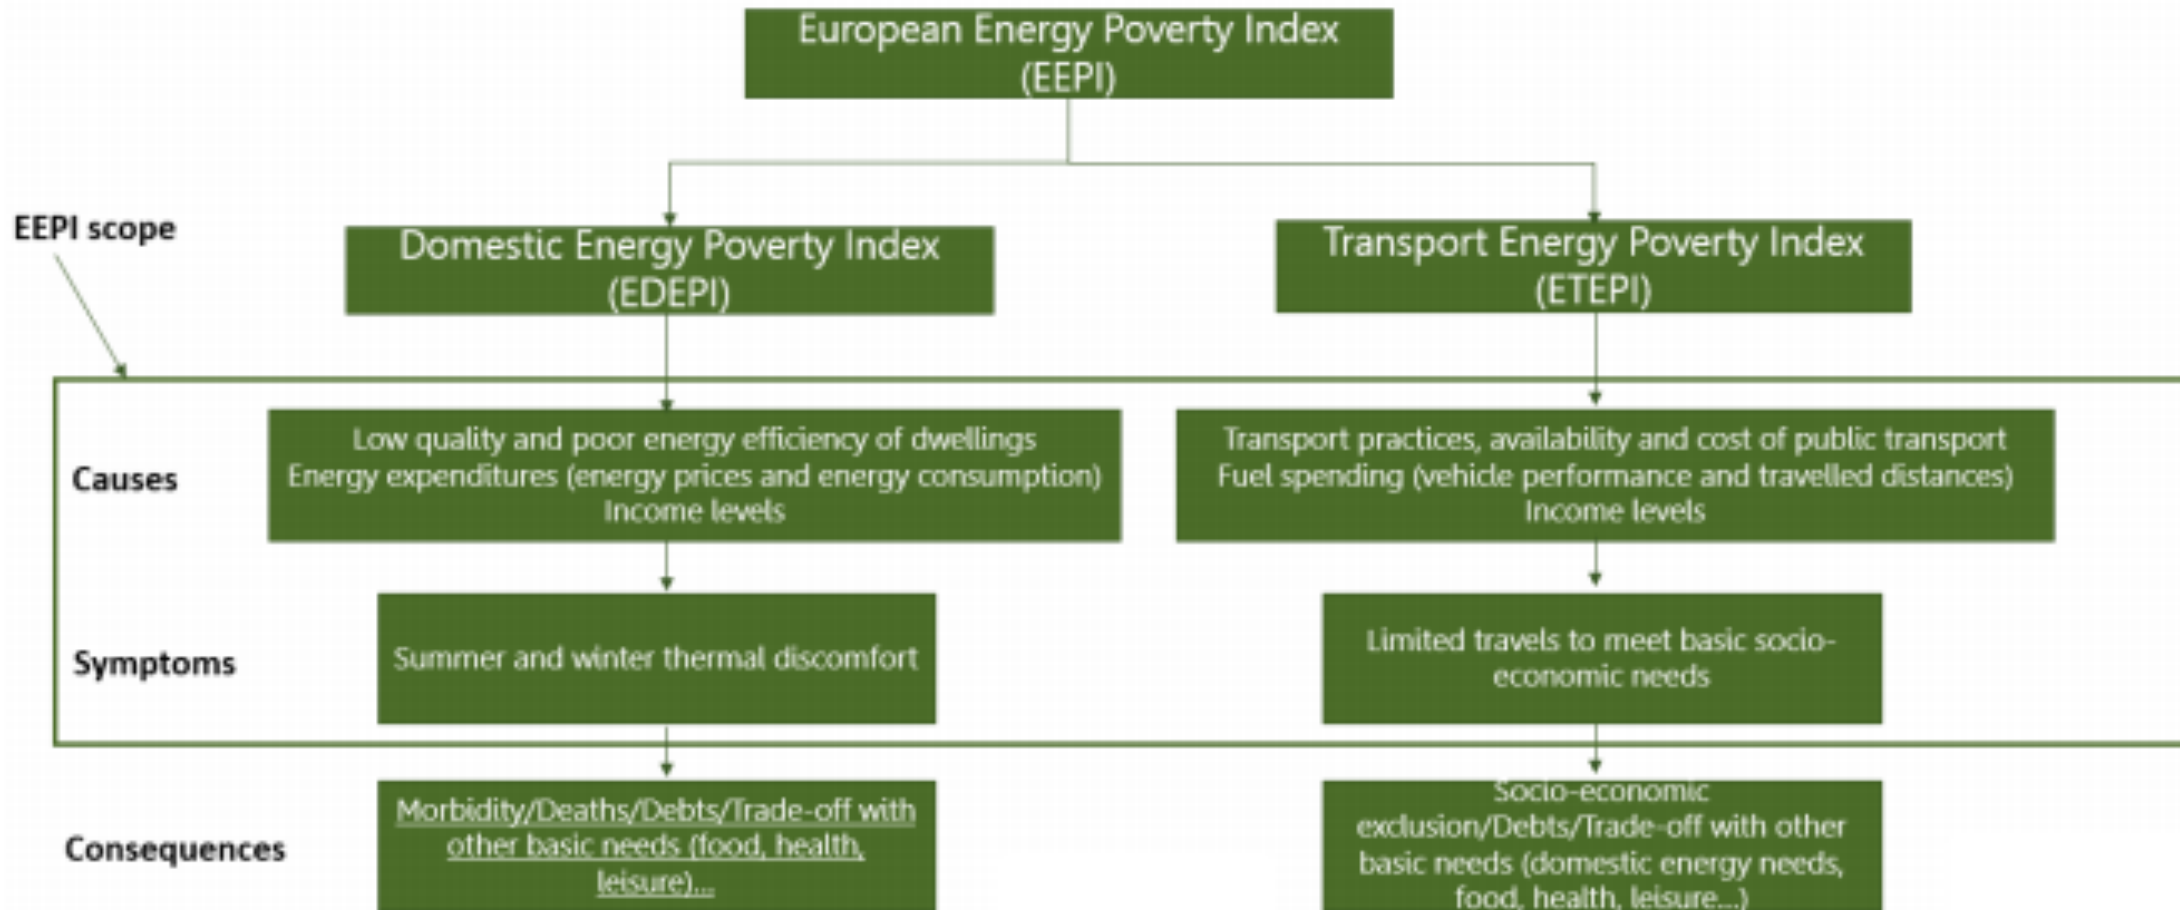 European Energy Poverty Index
(EEPI)
EEPI scope
Domestic Energy Poverty Index
(EDEPI)
Transport Energy Poverty Index
(ETEPI)
Causes
Low quality and poor energy efficiency of dwellings
Energy expenditures (energy prices and energy consumption)
Income levels
Transport practices, availability and cost of public transport
Fuel spending (vehicle performance and travelled distances)
Income levels
Symptoms
Summer and winter thermal discomfort
Limited travels to meet basic socio-
economic needs
Consequences
Morbidity/Deaths/Debts/Trade-off with
other basic needs (food, health,
leisure)...
Socio-economic
exclusion/Debts/Trade-off with other
basic needs (domestic energy needs,
food, health, leisure...)